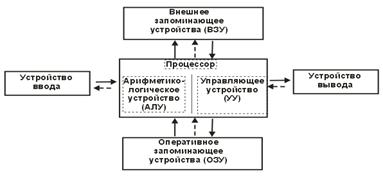 Внешнее
запоминающее
устройства (ВЗУ)
Процессор
Устройство
ввода
Арифметико-
логическое
устройство
(АЛУ)
Управляющее
устройство
(УУ)
Устройство
вывода
Оперативное
запоминающее
устройства (ОЗУ)